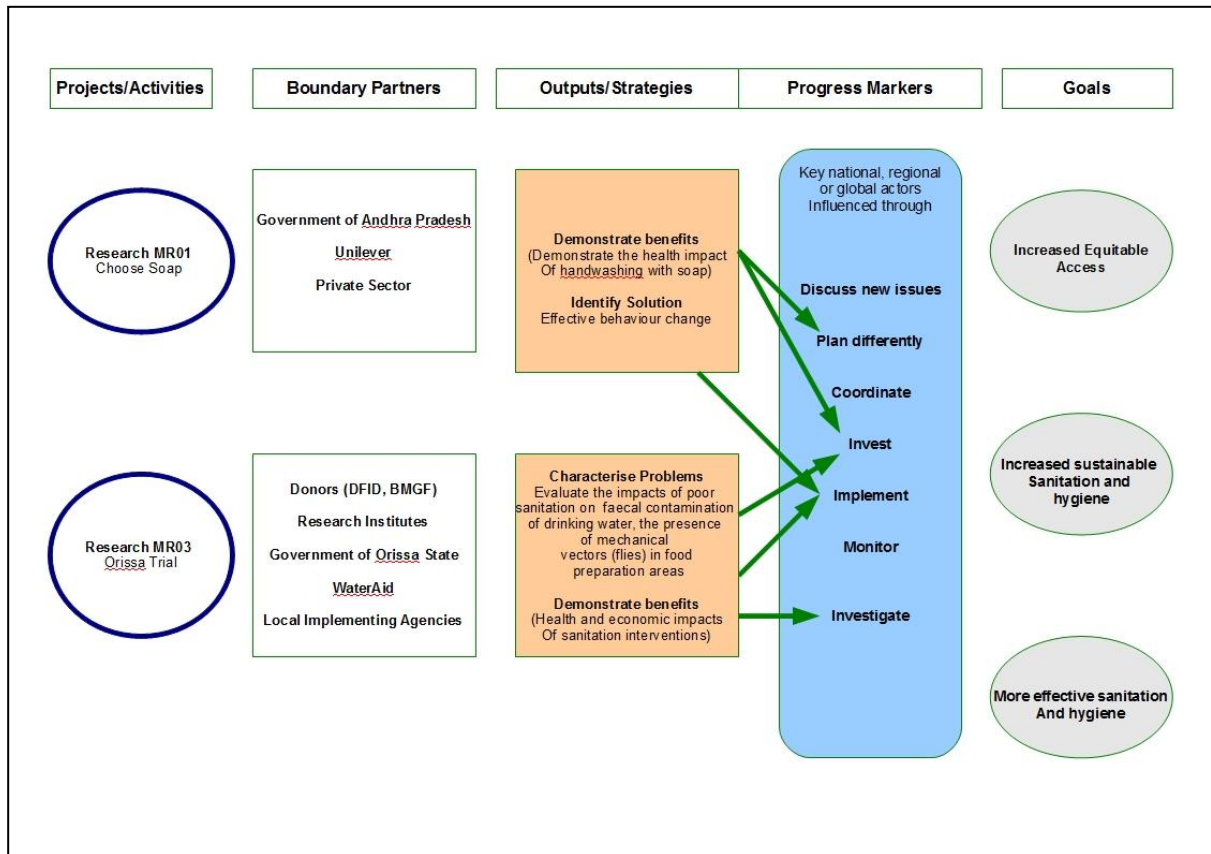 Projects/Activities
Boundary Partners
Outputs/Strategies
Progress Markers
Goals
Research MR01
Choose Soap
Government of Andhra Pradesh
Unilever
Private Sector
Demonstrate benefits
(Demonstrate the health impact
Of handwashing with soap)
Identify Solution
Effective behaviour change
Key national, regional
or global actors
Influenced through
Discuss new issues
Plan differently
Coordinate
Invest
Implement
Monitor
Investigate
Increased Equitable
Access
Research MR03
Orissa Trial
Donors (DFID, BMGF)
Research Institutes
Government of Orissa State
WaterAid
Local Implementing Agencies
Characterise Problems
Evaluate the impacts of poor
sanitation on faecal contamination
of drinking water, the presence
of mechanical
vectors (flies) in food
preparation areas
Demonstrate benefits
(Health and economic impacts
Of sanitation interventions)
Increased sustainable
Sanitation and
hygiene
More effective sanitation
And hygiene